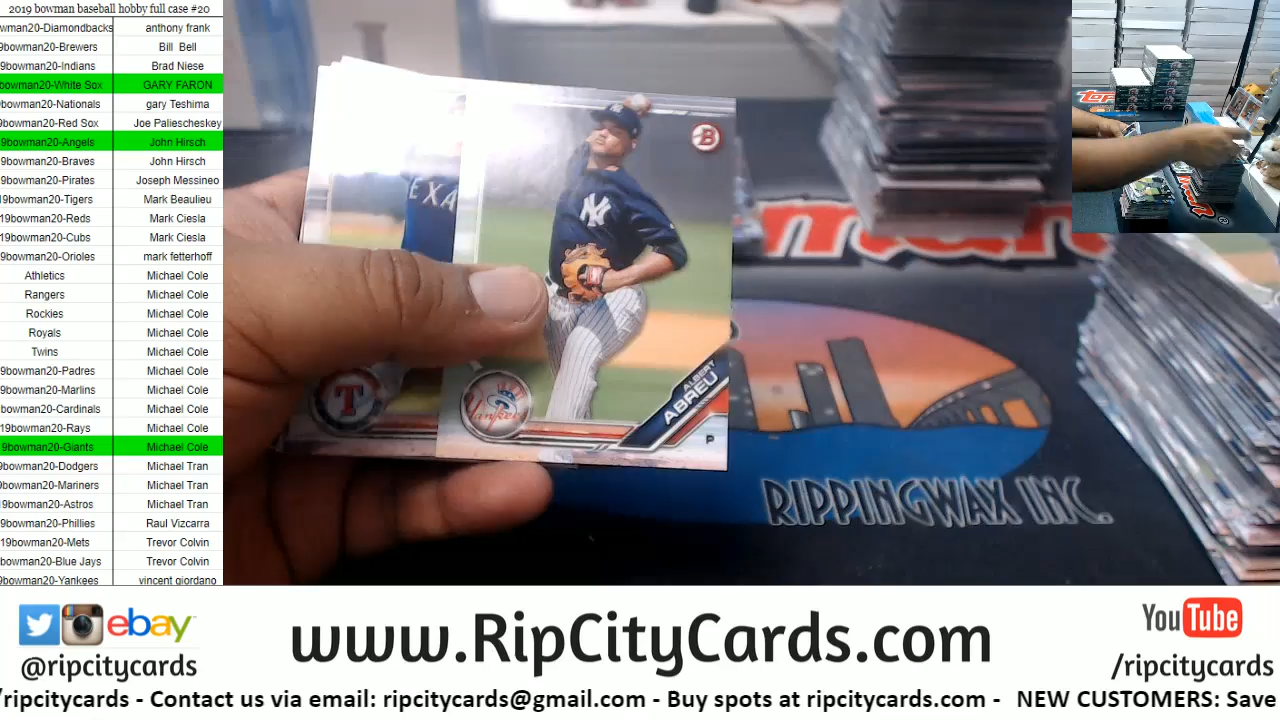 2019 bowman baseball hobby full case #20
wman20-Diamondbacks anthony frank
9bowman20-Brewers Bill Bell
9bowman20-Indians Brad Niese
bowman20-White Sox GARY FARON
9bowman20-Nationals gary Teshima
9bowman20-Red Sox Joe Paliescheskey
9bowman20-Angels John Hirsch
9bowman20-Braves John Hirsch
9bowman20-Pirates Joseph Messineo
19bowman20-Tigers Mark Beaulieu
19bowman20-Reds Mark Ciesla
19bowman20-Cubs Mark Ciesla
9bowman20-Orioles mark fetterhoff
Athletics Michael Cole
Rangers Michael Cole
Rockies Michael Cole
Royals Michael Cole
Twins Michael Cole
9bowman20-Padres Michael Cole
9bowman20-Marlins Michael Cole
bowman20-Cardinals Michael Cole
19bowman20-Rays Michael Cole
9bowman20-Giants Michael Cole
9bowman20-Dodgers Michael Tran
9bowman20-Mariners Michael Tran
19bowman20-Astros Michael Tran
9bowman20-Phillies Raul Vizcarra
19bowman20-Mets Trevor Colvin
bowman20-Blue Jays Trevor Colvin
9bowman20-Yankees vincent giordano
B
EXA
NY
T
Yankees
ALBERT
ABREU
P
RIPPINGWAX INC.
ebay
@ripcitycards
www.RipCityCards.com
YouTube
/ripcitycards
/ripcitycards - Contact us via email: ripcitycards@gmail.com - Buy spots at ripcitycards.com - NEW CUSTOMERS: Save